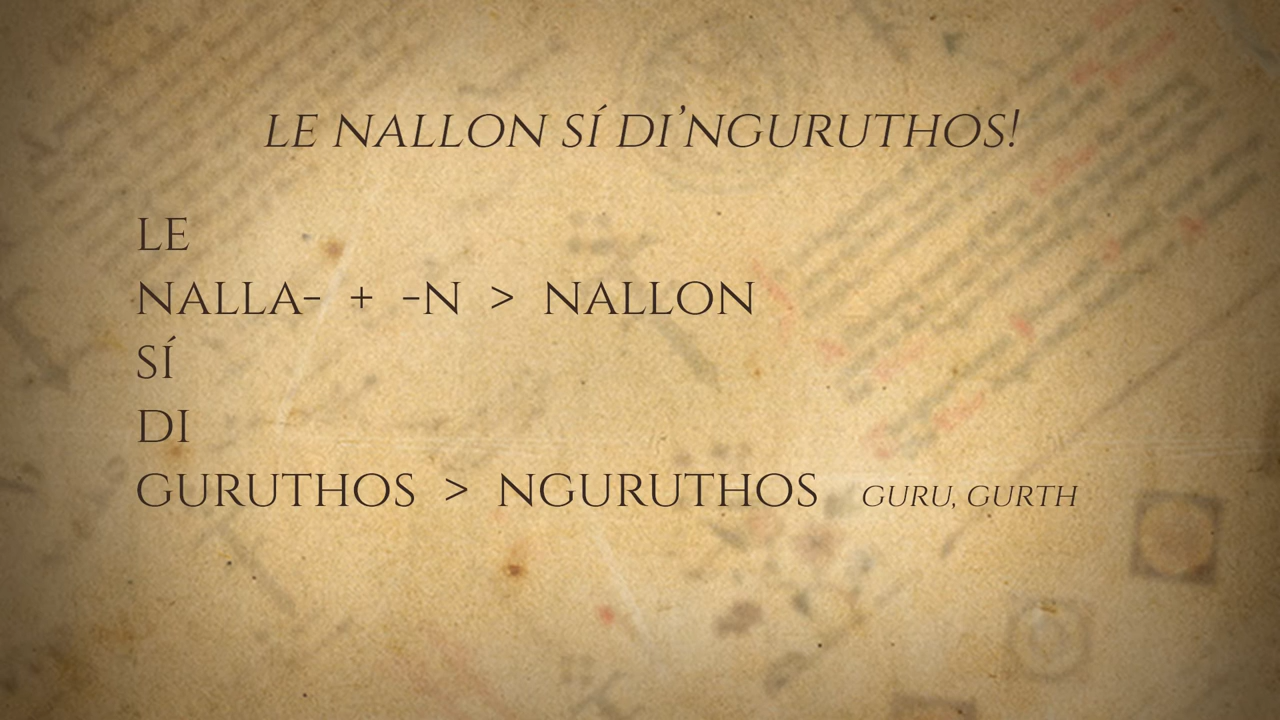 LE NALLON SÍ DI’NGURUTHOS!
LE
NALLA- + -N > NALLON
SÍ
DI
GURUTHOS > NGURUTHOS GURU, GURTH